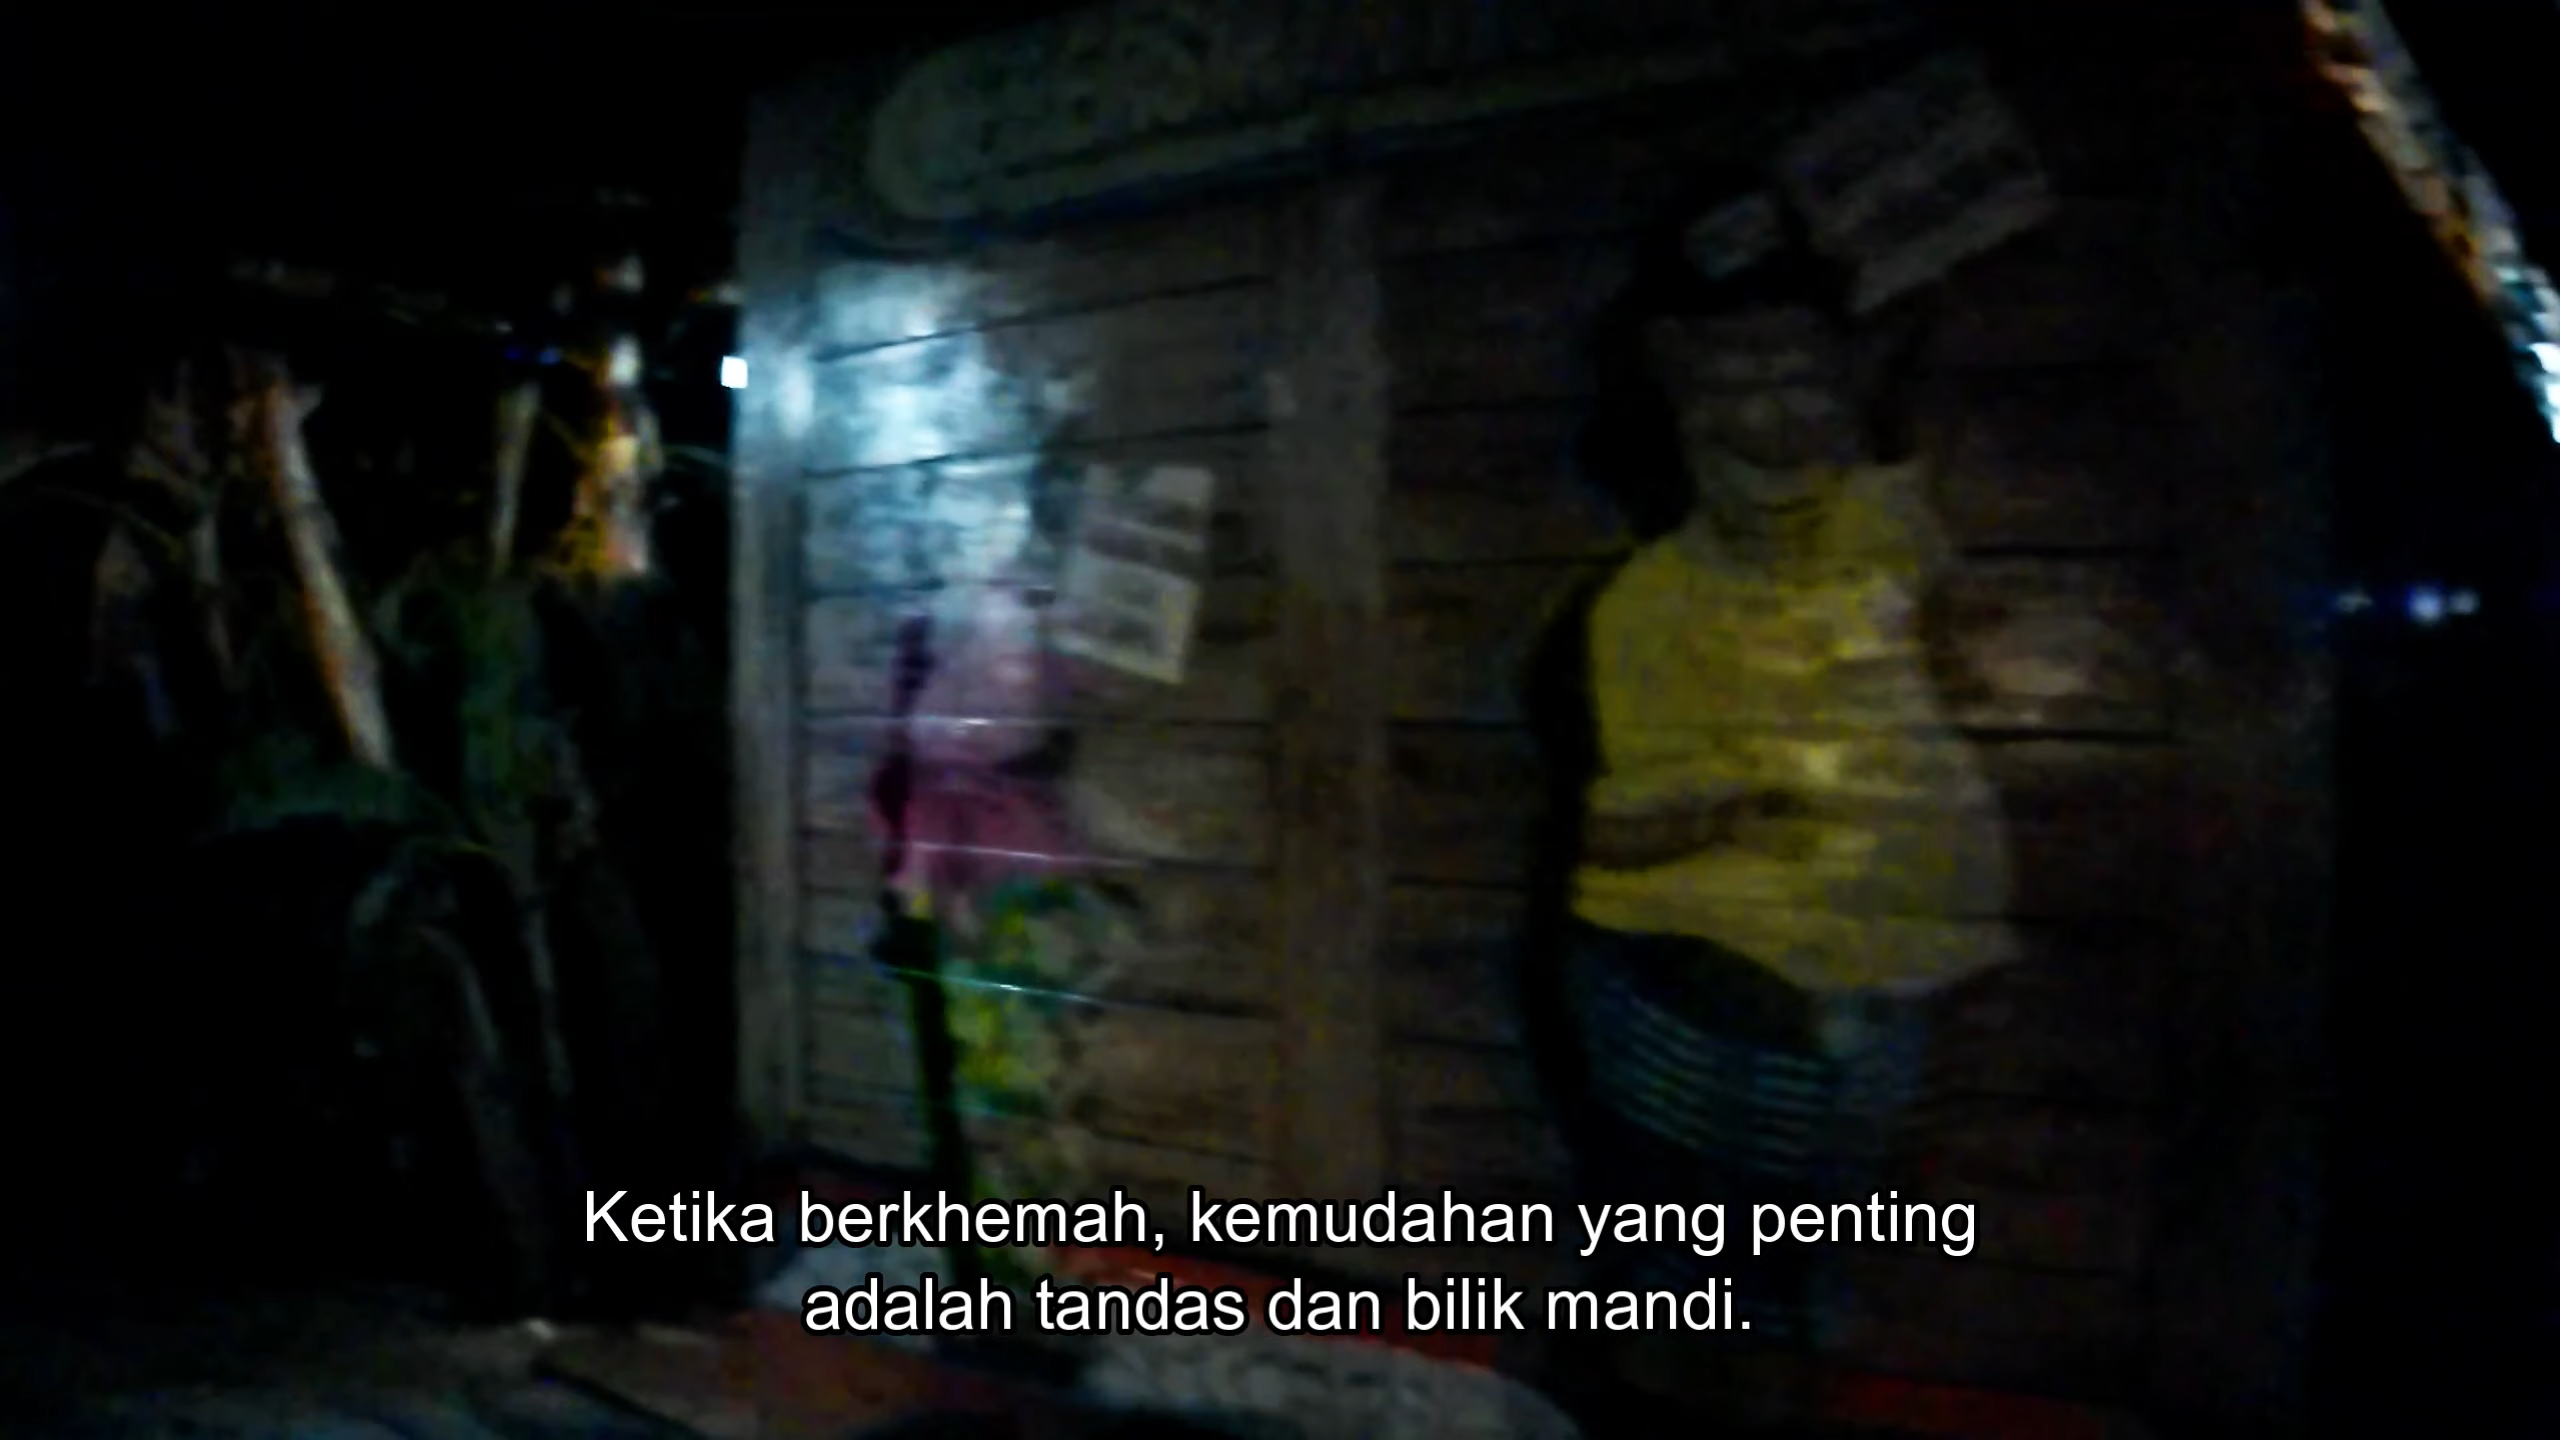 Ketika berkhemah, kemudahan yang penting
adalah tandas dan bilik mandi.